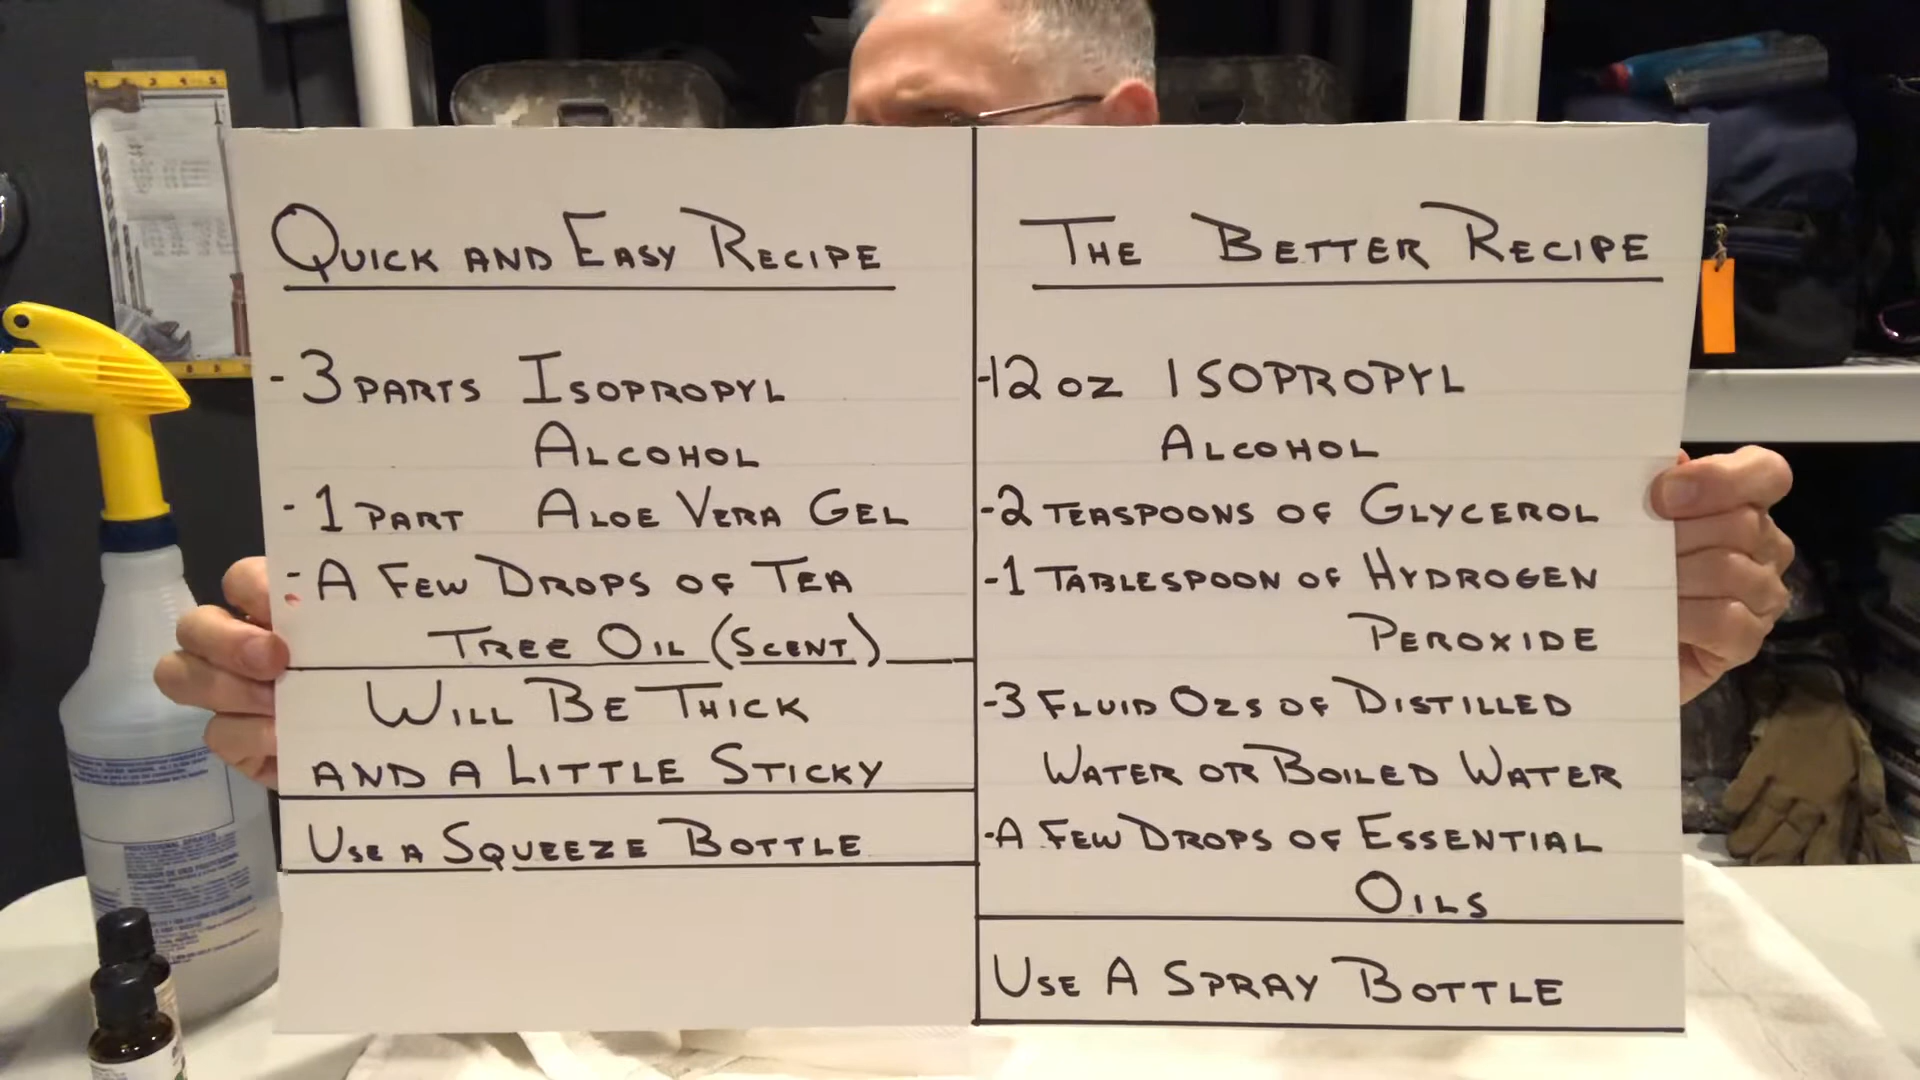 QUICK AND EASY RECIPE
- 3 PARTS ISOPROPYL
ALCOHOL
- 1 PART ALOE VERA GEL
- A FEW DROPS OF TEA
TREE OIL (SCENT)
WILL BE THICK
AND A LITTLE STICKY
USE A SQUEEZE BOTTLE
THE BETTER RECIPE
-12 OZ ISOPROPYL
ALCOHOL
-2 TEASPOONS OF GLYCEROL
-1 TABLESPOON OF HYDROGEN
PEROXIDE
-3 FLUID OZS OF DISTILLED
WATER OR BOILED WATER
-A FEW DROPS OF ESSENTIAL
OILS
USE A SPRAY BOTTLE